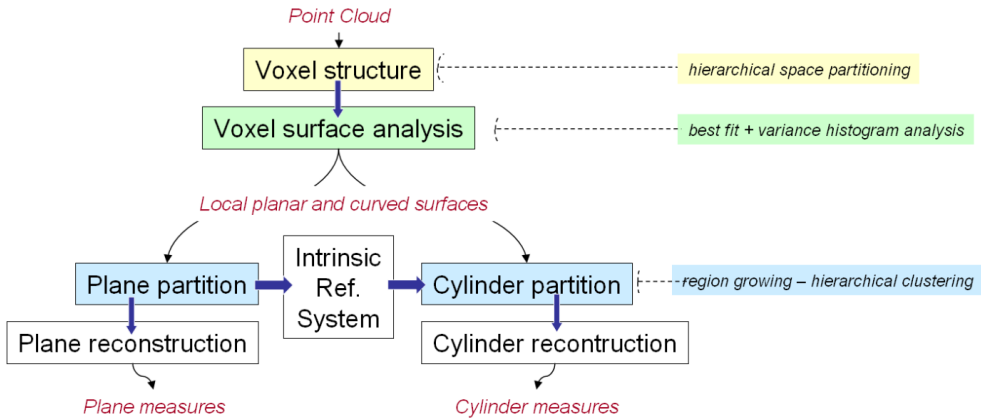 Point Cloud
Voxel structure
hierarchical space partitioning
Voxel surface analysis
best fit + variance histogram analysis
Local planar and curved surfaces
Plane partition
Intrinsic
Ref.
System
Cylinder partition
region growing – hierarchical clustering
Plane reconstruction
Cylinder recontruction
Plane measures
Cylinder measures